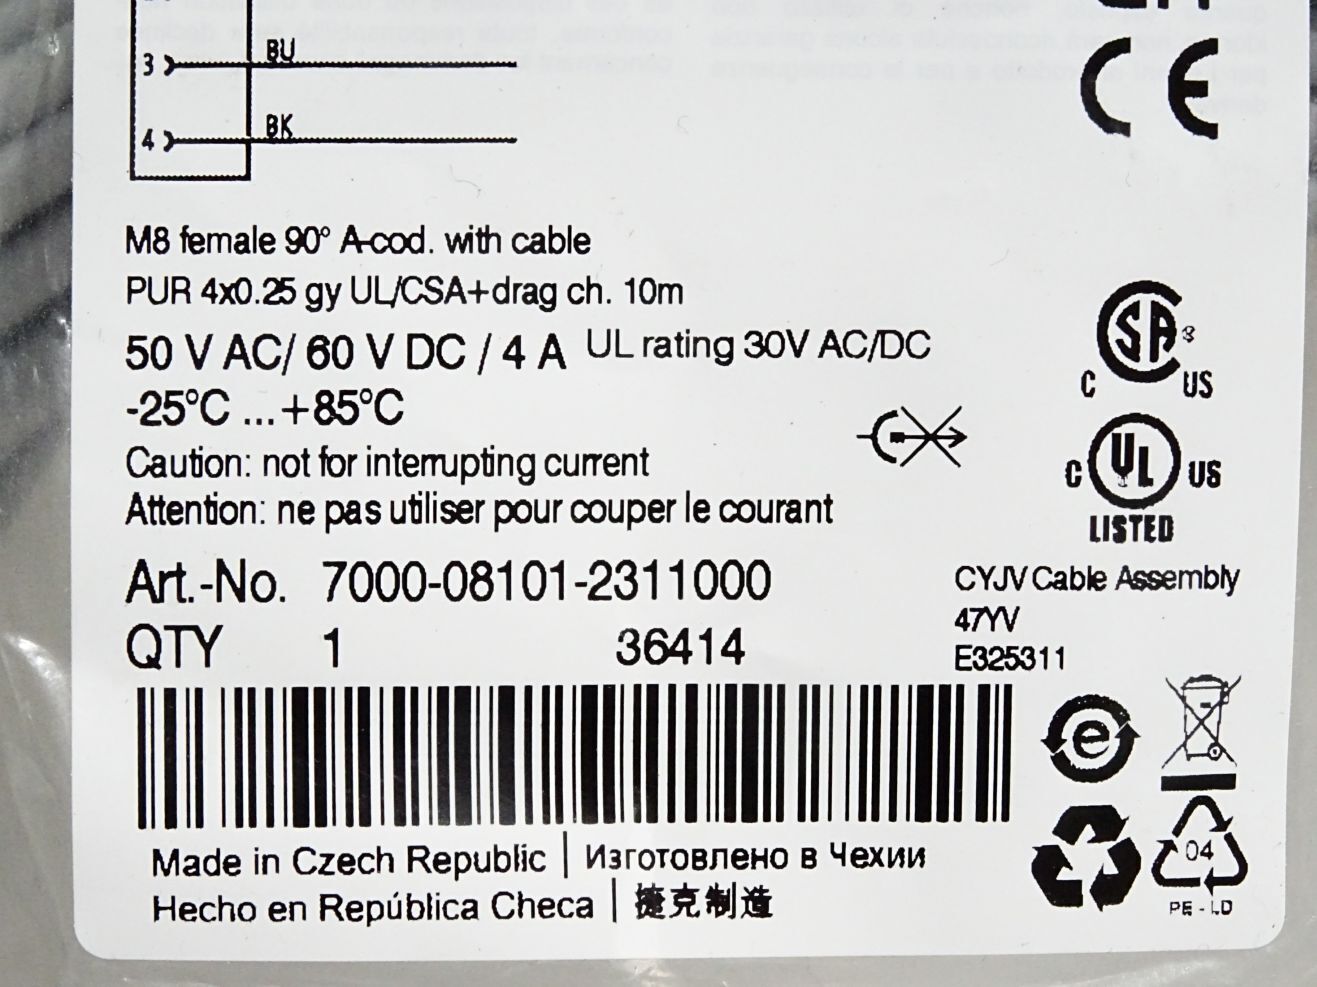 3 BU
4 BK
CE
M8 female 90° A-cod. with cable
PUR 4x0.25 gy UL/CSA+drag ch. 10m
50 V AC/ 60 V DC / 4 A UL rating 30V AC/DC
-25°C ...+85°C
Caution: not for interrupting current
Attention: ne pas utiliser pour couper le courant
C SA US
C UL US
LISTED
Art.-No. 7000-08101-2311000
QTY 1 36414
CYJV Cable Assembly
47YV
E325311
e
Made in Czech Republic | Изготовлено в Чехии
Hecho en República Checa | 捷克制造
04
PE-LD